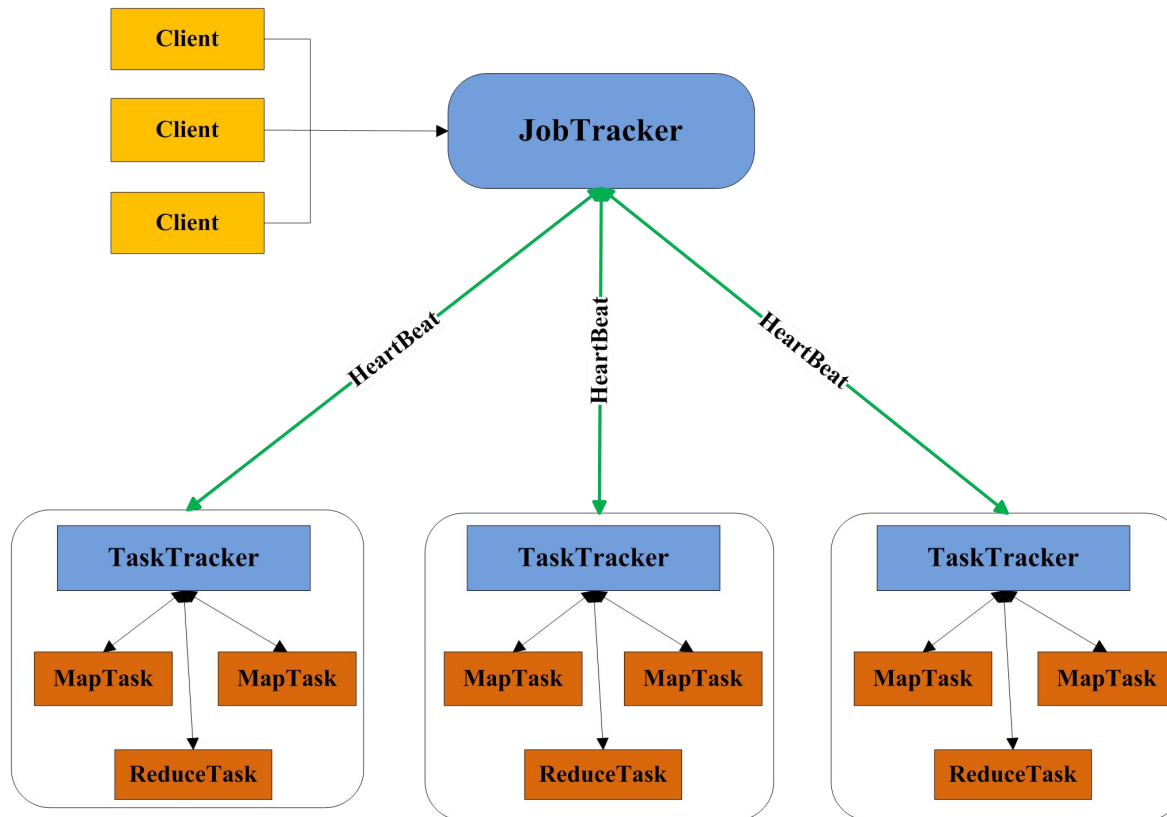 Client
Client
JobTracker
Client
HeartBeat
HeartBeat
HeartBeat
TaskTracker
TaskTracker
TaskTracker
MapTask
MapTask
MapTask
MapTask
MapTask
MapTask
ReduceTask
ReduceTask
ReduceTask